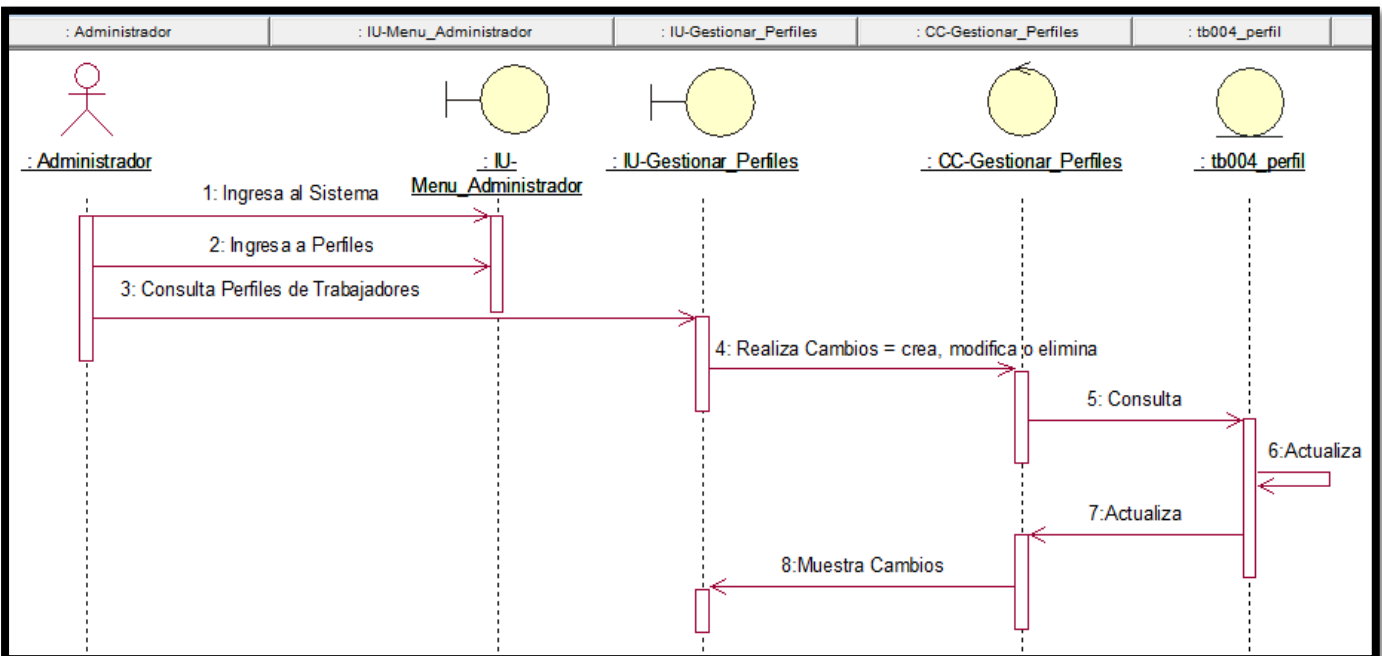 : Administrador
: IU-Menu_Administrador
: IU-Gestionar_Perfiles
: CC-Gestionar_Perfiles
: tb004_perfil
: Administrador
: IU-
Menu_Administrador
: IU-Gestionar_Perfiles
: CC-Gestionar_Perfiles
: tb004_perfil
1: Ingresa al Sistema
2: Ingresa a Perfiles
3: Consulta Perfiles de Trabajadores
4: Realiza Cambios = crea, modifica o elimina
5: Consulta
6:Actualiza
7:Actualiza
8:Muestra Cambios